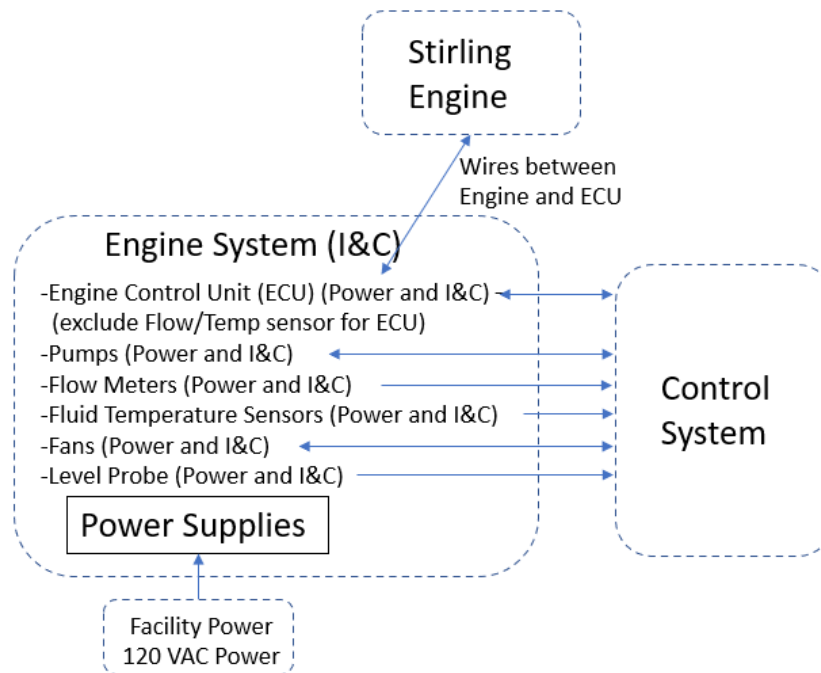 Stirling
Engine
Wires between
Engine and ECU
Engine System (I&C)
-Engine Control Unit (ECU) (Power and I&C)
(exclude Flow/Temp sensor for ECU)
-Pumps (Power and I&C)
-Flow Meters (Power and I&C)
-Fluid Temperature Sensors (Power and I&C)
-Fans (Power and I&C)
-Level Probe (Power and I&C)
Power Supplies
Control
System
Facility Power
120 VAC Power